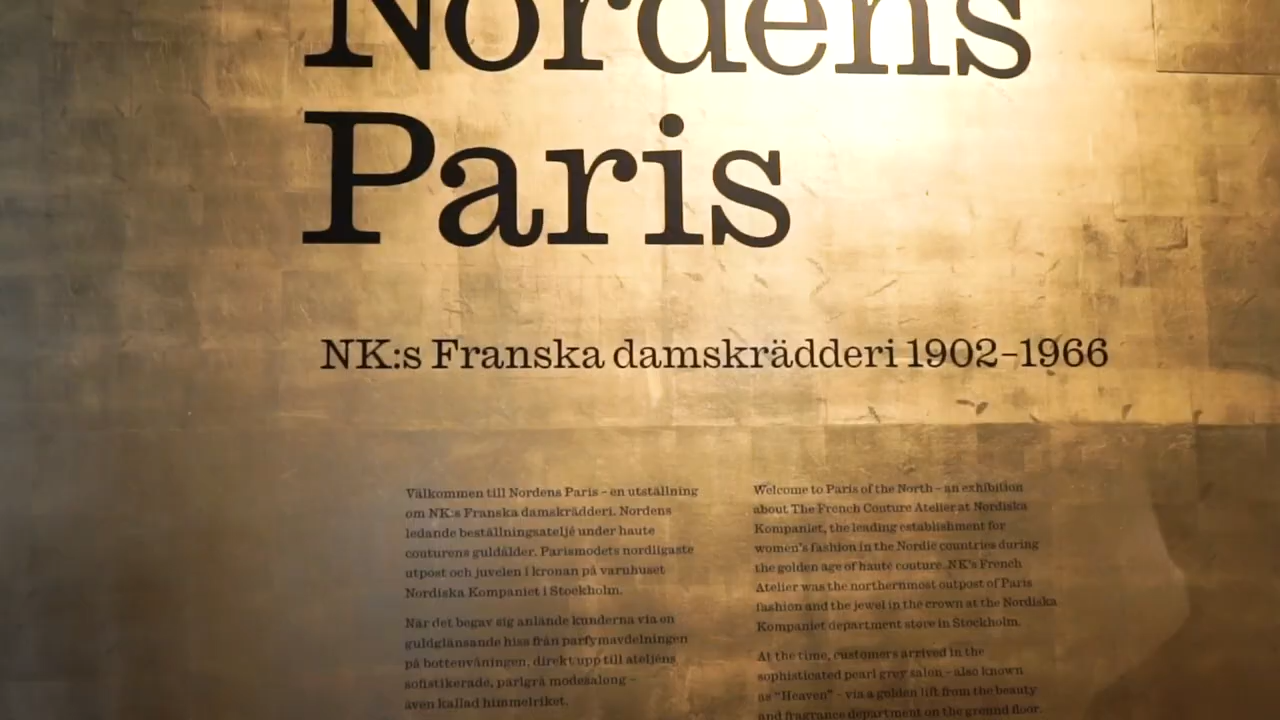 Nordens
Paris
NK:s Franska damskrädderi 1902–1966
Välkommen till Nordens Paris – en utställning
om NK:s Franska damskrädderi. Nordens
ledande beställningsateljé under haute
couturens guldålder. Parismodets nordligaste
utpost och juvelen i kronan på varuhuset
Nordiska Kompaniet i Stockholm.
När det begav sig anlände kunderna via en
guldglänsande hiss från parfymavdelningen
på bottenvåningen, direkt upp till ateljéns
sofistikerade, pärlgrå modesalong –
även kallad himmelriket.
Welcome to Paris of the North – an exhibition
about The French Couture Atelier at Nordiska
Kompaniet, the leading establishment for
women's fashion in the Nordic countries during
the golden age of haute couture. NK's French
Atelier was the northernmost outpost of Paris
fashion and the jewel in the crown at the Nordiska
Kompaniet department store in Stockholm.
At the time, customers arrived in the
sophisticated pearl grey salon – also known
as "Heaven" – via a golden lift from the beauty
and fragrance department on the ground floor.